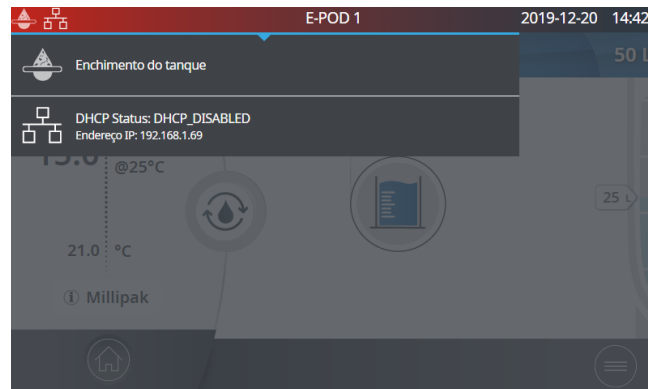 E-POD 1
2019-12-20 14:42
Enchimento do tanque
50 L
DHCP Status: DHCP_DISABLED
Endereço IP: 192.168.1.69
@25°C
25 L
21.0 °C
i Millipak